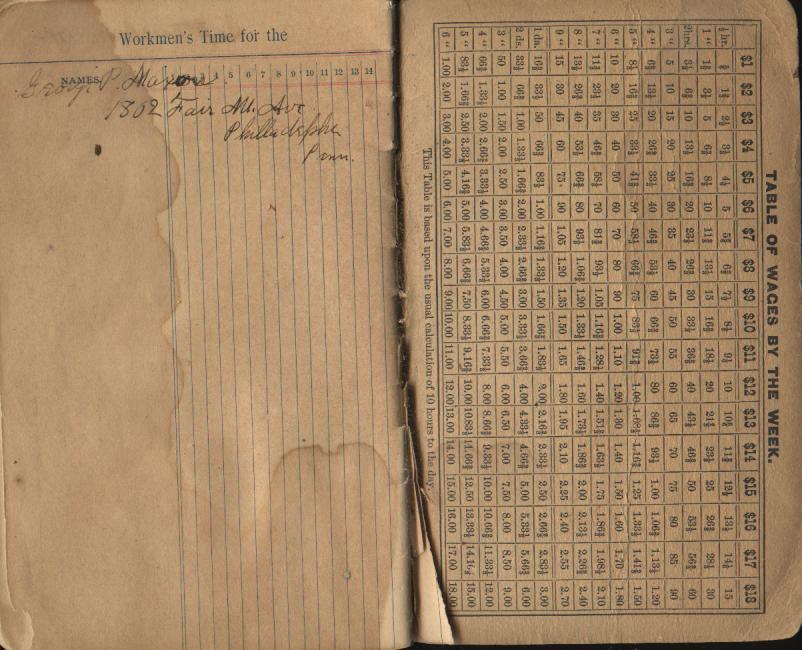 Workmen's Time for the
NAMES. 4 5 6 7 8 9 10 11 12 13 14
George P. Maxon
1802 Fair Mt. Ave
Philladelphia
Penn.
TABLE OF WAGES BY THE WEEK.
$1 $2 $3 $4 $5 $6 $7 $8 $9 $10 $11 $12 $13 $14 $15 $16 $17 $18
½ hr. 2½ 3⅓ 5 6⅔ 7½ 8⅓ 10 11⅔ 12½ 13⅓ 15
1 “ 1⅔ 3⅓ 5 6⅔ 8⅓ 10 11⅔ 13⅓ 15 16⅔ 18⅓ 20 21⅔ 23⅓ 25 26⅔ 28⅓ 30
2hrs. 3⅓ 6⅔ 10 13⅓ 16⅔ 20 23⅓ 26⅔ 30 33⅓ 36⅔ 40 43⅓ 46⅔ 50 53⅓ 56⅔ 60
3 “ 5 10 15 20 25 30 35 40 45 50 55 60 65 70 75 80 85 90
4 “ 6⅔ 13⅓ 20 26⅔ 33⅓ 40 46⅔ 53⅓ 60 66⅔ 73⅓ 80 86⅔ 93⅓ 1.00 1.06⅔ 1.13⅓ 1.20
5 “ 8⅓ 16⅔ 25 33⅓ 41⅔ 50 58⅓ 66⅔ 75 83⅓ 91⅔ 1.00 1.08⅓ 1.16⅔ 1.25 1.33⅓ 1.41⅔ 1.50
6 “ 10 20 30 40 50 60 70 80 90 1.00 1.10 1.20 1.30 1.40 1.50 1.60 1.70 1.80
7 “ 11⅔ 23⅓ 35 46⅔ 58⅓ 70 81⅔ 93⅓ 1.05 1.16⅔ 1.28⅓ 1.40 1.51⅔ 1.63⅓ 1.75 1.86⅔ 1.98⅓ 2.10
8 “ 13⅓ 26⅔ 40 53⅓ 66⅔ 80 93⅓ 1.06⅔ 1.20 1.33⅓ 1.46⅔ 1.60 1.73⅓ 1.86⅔ 2.00 2.13⅓ 2.26⅔ 2.40
9 “ 15 30 45 60 75 90 1.05 1.20 1.35 1.50 1.65 1.80 1.95 2.10 2.25 2.40 2.55 2.70
1 da. 16⅔ 33⅓ 50 66⅔ 83⅓ 1.00 1.16⅔ 1.33⅓ 1.50 1.66⅔ 1.83⅓ 2.00 2.16⅔ 2.33⅓ 2.50 2.66⅔ 2.83⅓ 3.00
2 ds. 33⅓ 66⅔ 1.00 1.33⅓ 1.66⅔ 2.00 2.33⅓ 2.66⅔ 3.00 3.33⅓ 3.66⅔ 4.00 4.33⅓ 4.66⅔ 5.00 5.33⅓ 5.66⅔ 6.00
3 “ 50 1.00 1.50 2.00 2.50 3.00 3.50 4.00 4.50 5.00 5.50 6.00 6.50 7.00 7.50 8.00 8.50 9.00
4 “ 66⅔ 1.33⅓ 2.00 2.66⅔ 3.33⅓ 4.00 4.66⅔ 5.33⅓ 6.00 6.66⅔ 7.33⅓ 8.00 8.66⅔ 9.33⅓ 10.00 10.66⅔ 11.33⅓ 12.00
5 “ 83⅓ 1.66⅔ 2.50 3.33⅓ 4.16⅔ 5.00 5.83⅓ 6.66⅔ 7.50 8.33⅓ 9.16⅔ 10.00 10.83⅓ 11.66⅔ 12.50 13.33⅓ 14.16⅔ 15.00
6 “ 1.00 2.00 3.00 4.00 5.00 6.00 7.00 8.00 9.00 10.00 11.00 12.00 13.00 14.00 15.00 16.00 17.00 18.00
This Table is based upon the usual calculation of 10 hours to the day.